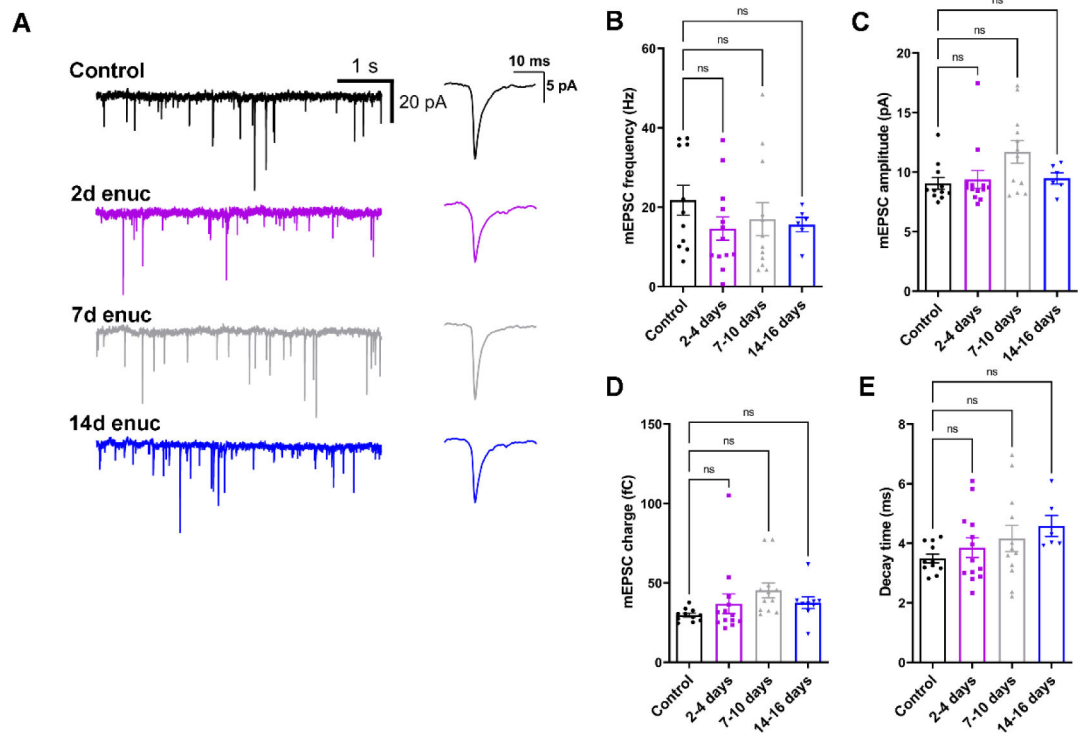 A
Control
1 s
20 pA
10 ms
5 pA
2d enuc
7d enuc
14d enuc
B
ns
ns
ns
mEPSC frequency (Hz)
60
40
20
0
Control
2-4 days
7-10 days
14-16 days
C
ns
ns
ns
mEPSC amplitude (pA)
20
15
10
5
0
Control
2-4 days
7-10 days
14-16 days
D
ns
ns
ns
mEPSC charge (fC)
150
100
50
0
Control
2-4 days
7-10 days
14-16 days
E
ns
ns
ns
Decay time (ms)
8
6
4
2
0
Control
2-4 days
7-10 days
14-16 days